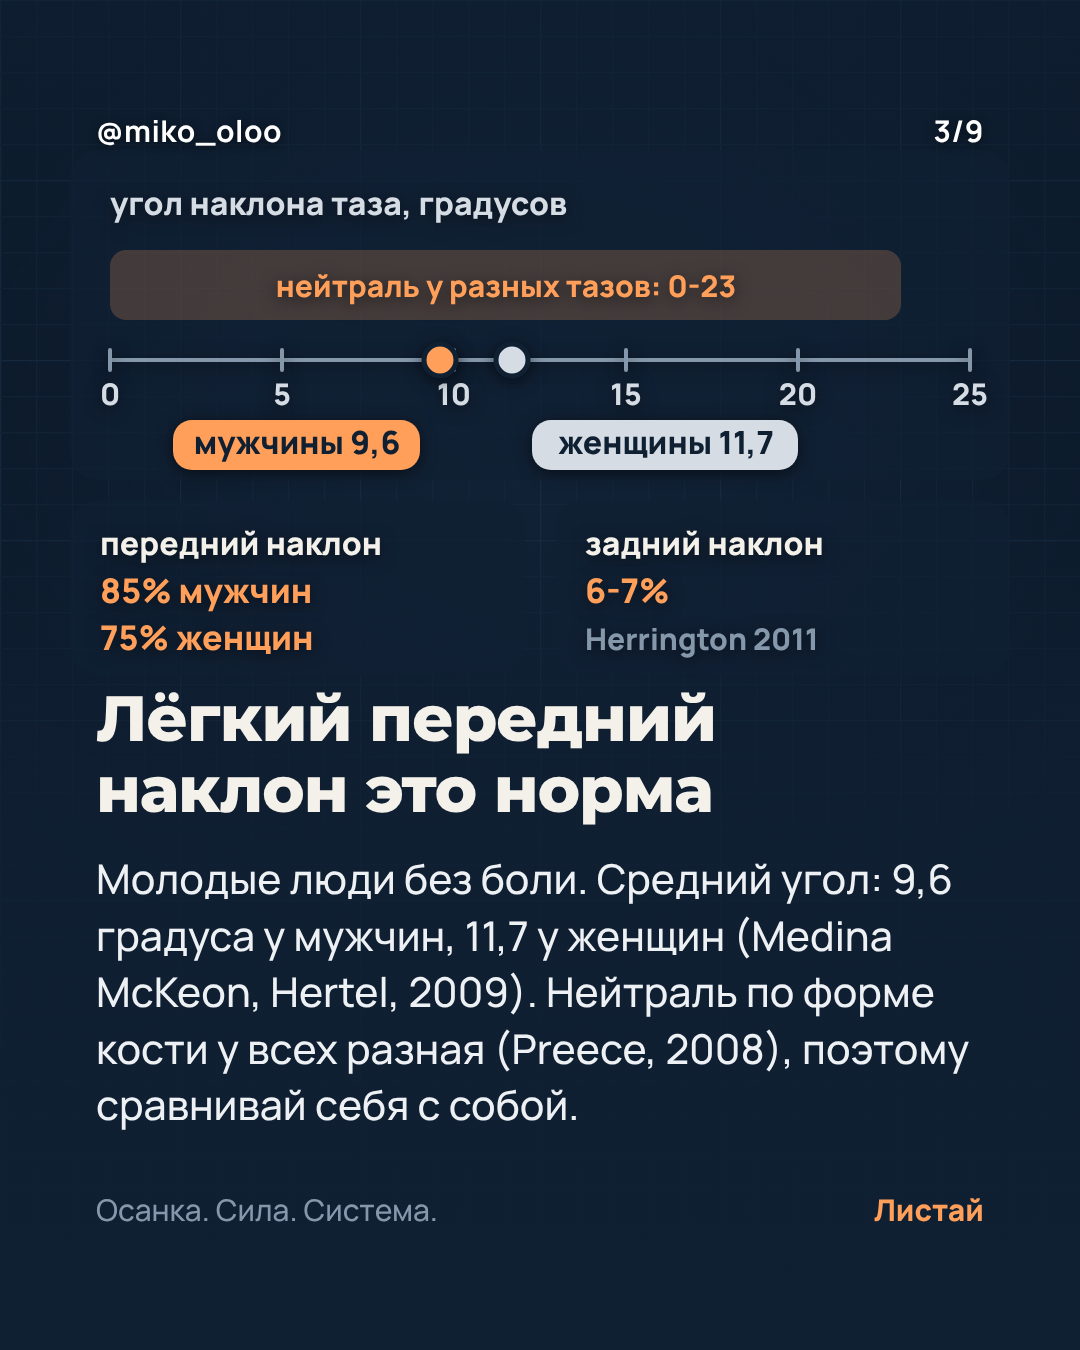 @miko_oloo
3/9
угол наклона таза, градусов
нейтраль у разных тазов: 0-23
0 5 10 15 20 25
мужчины 9,6
женщины 11,7
передний наклон
85% мужчин
75% женщин
задний наклон
6-7%
Herrington 2011
Лёгкий передний
наклон это норма
Молодые люди без боли. Средний угол: 9,6
градуса у мужчин, 11,7 у женщин (Medina
McKeon, Hertel, 2009). Нейтраль по форме
кости у всех разная (Preece, 2008), поэтому
сравнивай себя с собой.
Осанка. Сила. Система.
Листай